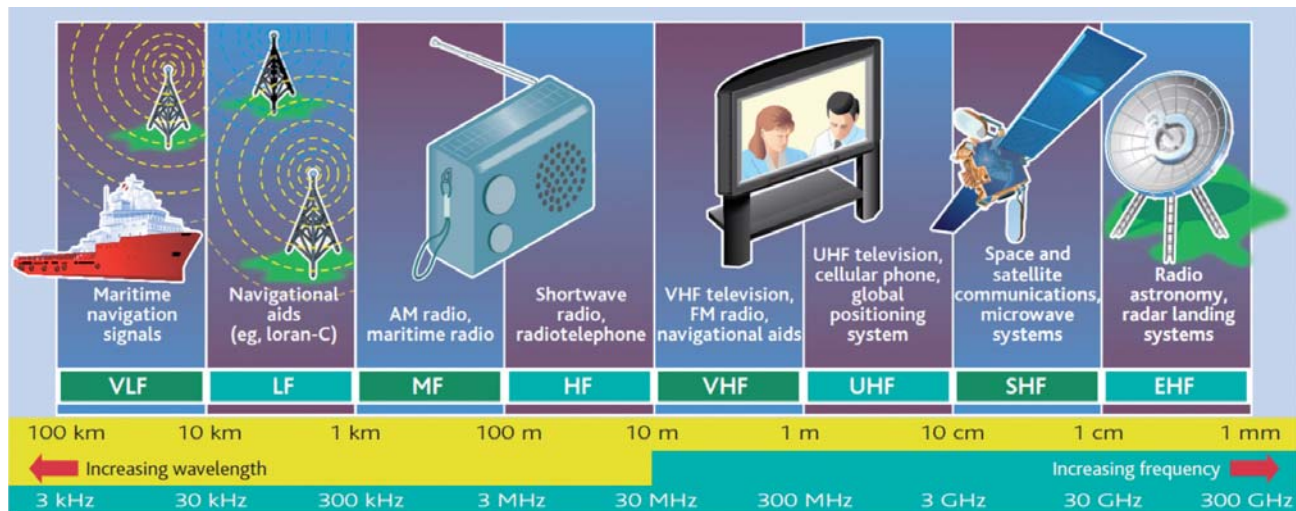 Maritime
navigation
signals
Navigational
aids
(eg, loran-C)
AM radio,
maritime radio
Shortwave
radio,
radiotelephone
VHF television,
FM radio,
navigational aids
UHF television,
cellular phone,
global
positioning
system
Space and
satellite
communications,
microwave
systems
Radio
astronomy,
radar landing
systems
VLF LF MF HF VHF UHF SHF EHF
100 km 10 km 1 km 100 m 10 m 1 m 10 cm 1 cm 1 mm
Increasing wavelength Increasing frequency
3 kHz 30 kHz 300 kHz 3 MHz 30 MHz 300 MHz 3 GHz 30 GHz 300 GHz